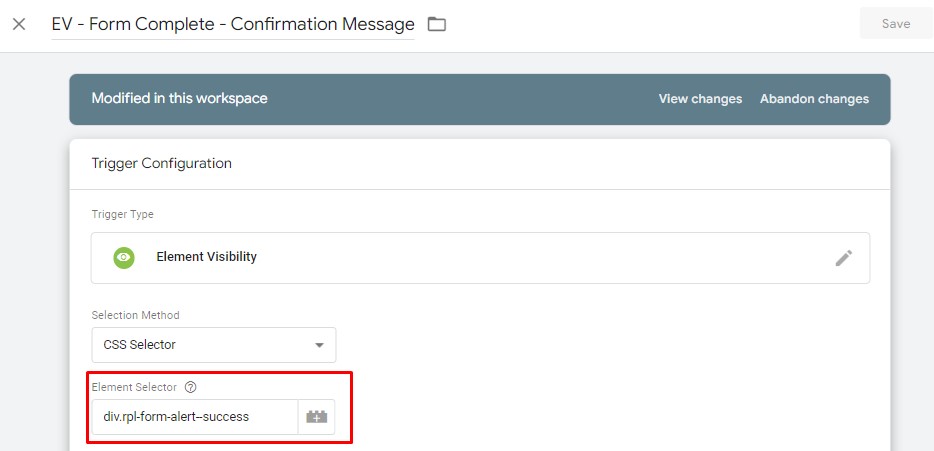 EV - Form Complete - Confirmation Message
Save
Modified in this workspace
View changes
Abandon changes
Trigger Configuration
Trigger Type
Element Visibility
Selection Method
CSS Selector
Element Selector
div.rpl-form-alert--success